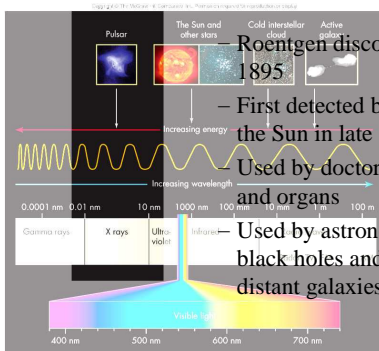 Copyright © The McGraw-Hill Companies, Inc. Permission required for reproduction or display
Pulsar
The Sun and
other stars
Cold interstellar
cloud
Active
galaxy
– Roentgen disco
1895
– First detected b
the Sun in late
– Used by doctor
and organs
– Used by astron
black holes and
distant galaxies
Increasing energy
Increasing wavelength
0.0001 nm 0.01 nm 10 nm 1000 nm 100 m
Gamma rays X rays Ultra-
violet Infrared
Visible light
400 nm 500 nm 600 nm 700 nm